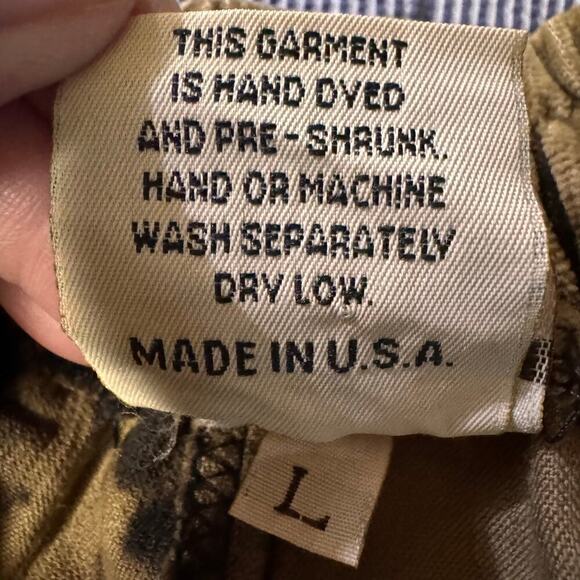 THIS GARMENT
IS HAND DYED
AND PRE-SHRUNK.
HAND OR MACHINE
WASH SEPARATELY
DRY LOW.
MADE IN U.S.A.
L